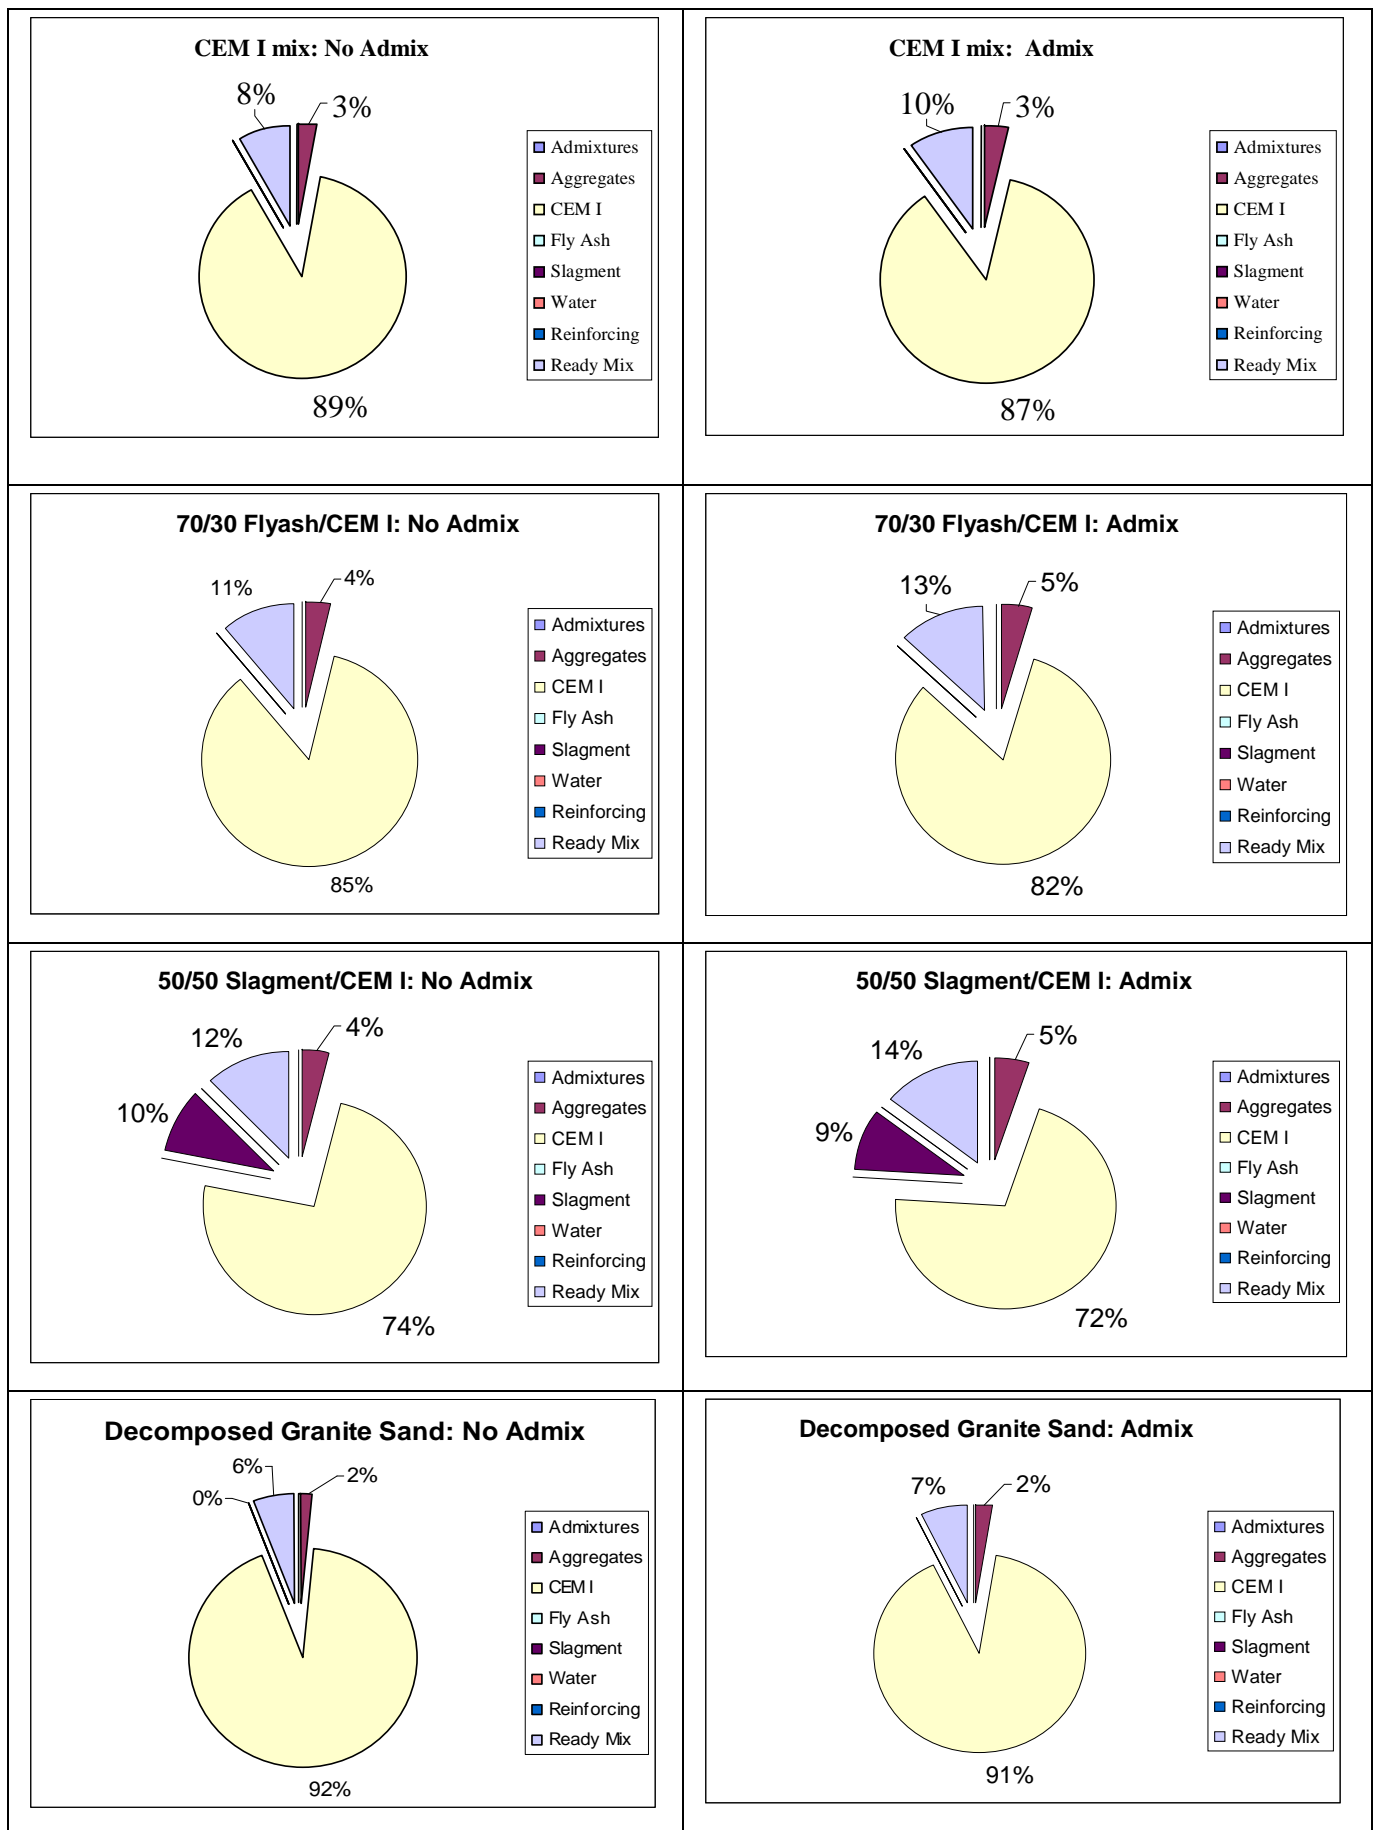 CEM I mix: No Admix
8%
3%
89%
Admixtures
Aggregates
CEM I
Fly Ash
Slagment
Water
Reinforcing
Ready Mix
CEM I mix:  Admix
10%
3%
87%
Admixtures
Aggregates
CEM I
Fly Ash
Slagment
Water
Reinforcing
Ready Mix
70/30 Flyash/CEM I: No Admix
11%
4%
85%
Admixtures
Aggregates
CEM I
Fly Ash
Slagment
Water
Reinforcing
Ready Mix
70/30 Flyash/CEM I: Admix
13%
5%
82%
Admixtures
Aggregates
CEM I
Fly Ash
Slagment
Water
Reinforcing
Ready Mix
50/50 Slagment/CEM I: No Admix
12%
4%
10%
74%
Admixtures
Aggregates
CEM I
Fly Ash
Slagment
Water
Reinforcing
Ready Mix
50/50 Slagment/CEM I: Admix
14%
5%
9%
72%
Admixtures
Aggregates
CEM I
Fly Ash
Slagment
Water
Reinforcing
Ready Mix
Decomposed Granite Sand: No Admix
6%
2%
0%
92%
Admixtures
Aggregates
CEM I
Fly Ash
Slagment
Water
Reinforcing
Ready Mix
Decomposed Granite Sand: Admix
7%
2%
91%
Admixtures
Aggregates
CEM I
Fly Ash
Slagment
Water
Reinforcing
Ready Mix